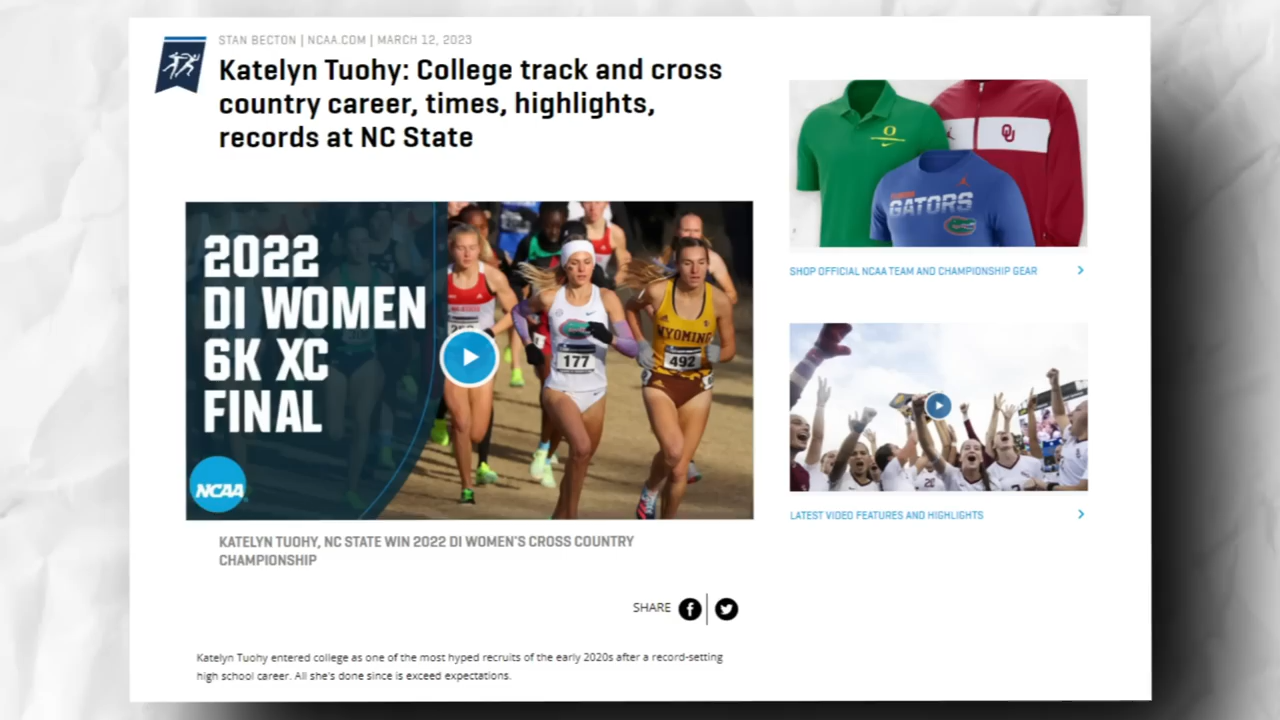 STAN BECTON | NCAA.COM | MARCH 12, 2023
Katelyn Tuohy: College track and cross
country career, times, highlights,
records at NC State
2022
DI WOMEN
6K XC
FINAL
NCAA
177
WYOMING
492
KATELYN TUOHY, NC STATE WIN 2022 DI WOMEN'S CROSS COUNTRY
CHAMPIONSHIP
SHARE
Katelyn Tuohy entered college as one of the most hyped recruits of the early 2020s after a record-setting
high school career. All she's done since is exceed expectations.
O
OU
GATORS
SHOP OFFICIAL NCAA TEAM AND CHAMPIONSHIP GEAR
LATEST VIDEO FEATURES AND HIGHLIGHTS